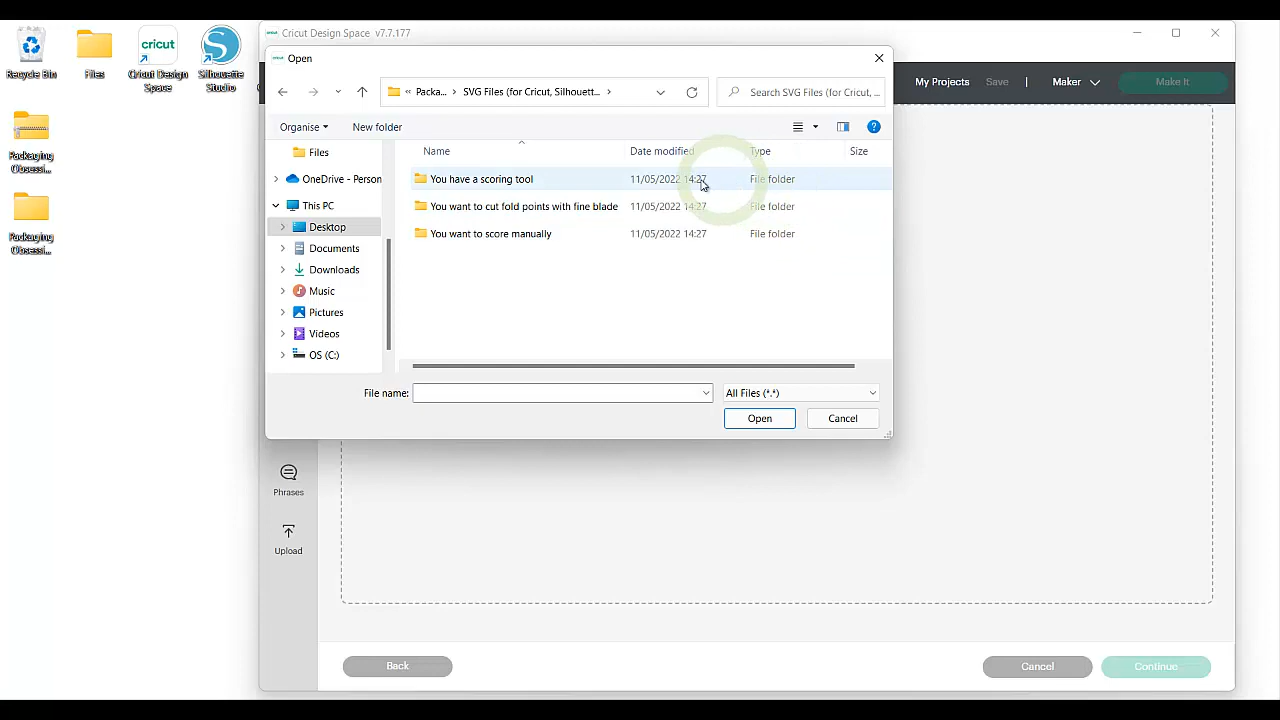 Recycle Bin
Files
cricut
Cricut Design
Space
Silhouette
Studio
Packaging
Obsessi...
Packaging
Obsessi...
Cricut Design Space v7.7.177
My Projects
Save
|
Maker
Make It
Open
« Packa... > SVG Files (for Cricut, Silhouett... >
Search SVG Files (for Cricut, ...
Organise
New folder
Name
Date modified
Type
Size
You have a scoring tool
11/05/2022 14:27
File folder
You want to cut fold points with fine blade
11/05/2022 14:27
File folder
You want to score manually
11/05/2022 14:27
File folder
Files
OneDrive - Person
This PC
Desktop
Documents
Downloads
Music
Pictures
Videos
OS (C:)
File name:
All Files (*.*)
Open
Cancel
Phrases
Upload
Back
Cancel
Continue